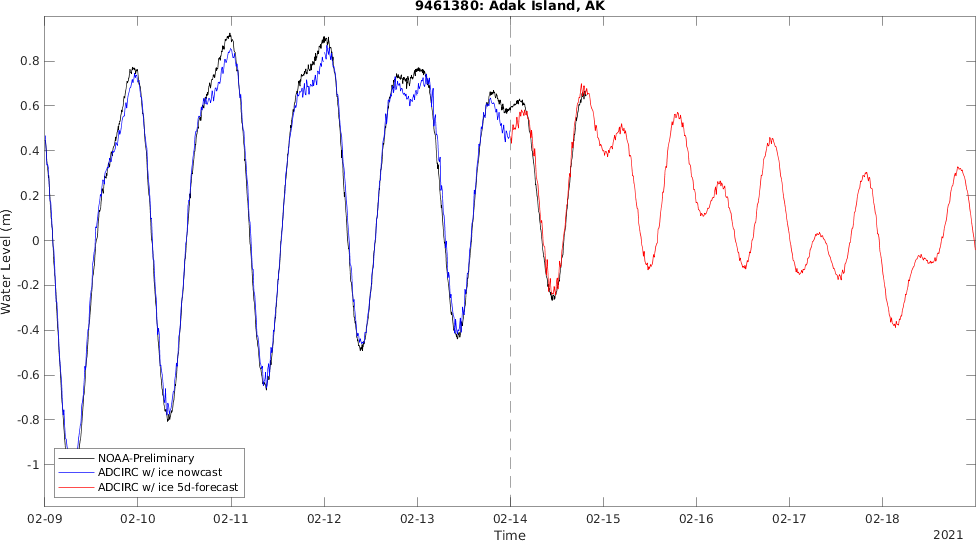 9461380: Adak Island, AK
Water Level (m)
0.8
0.6
0.4
0.2
0
-0.2
-0.4
-0.6
-0.8
-1
NOAA-Preliminary
ADCIRC w/ ice nowcast
ADCIRC w/ ice 5d-forecast
02-09 02-10 02-11 02-12 02-13 02-14 02-15 02-16 02-17 02-18
Time
2021